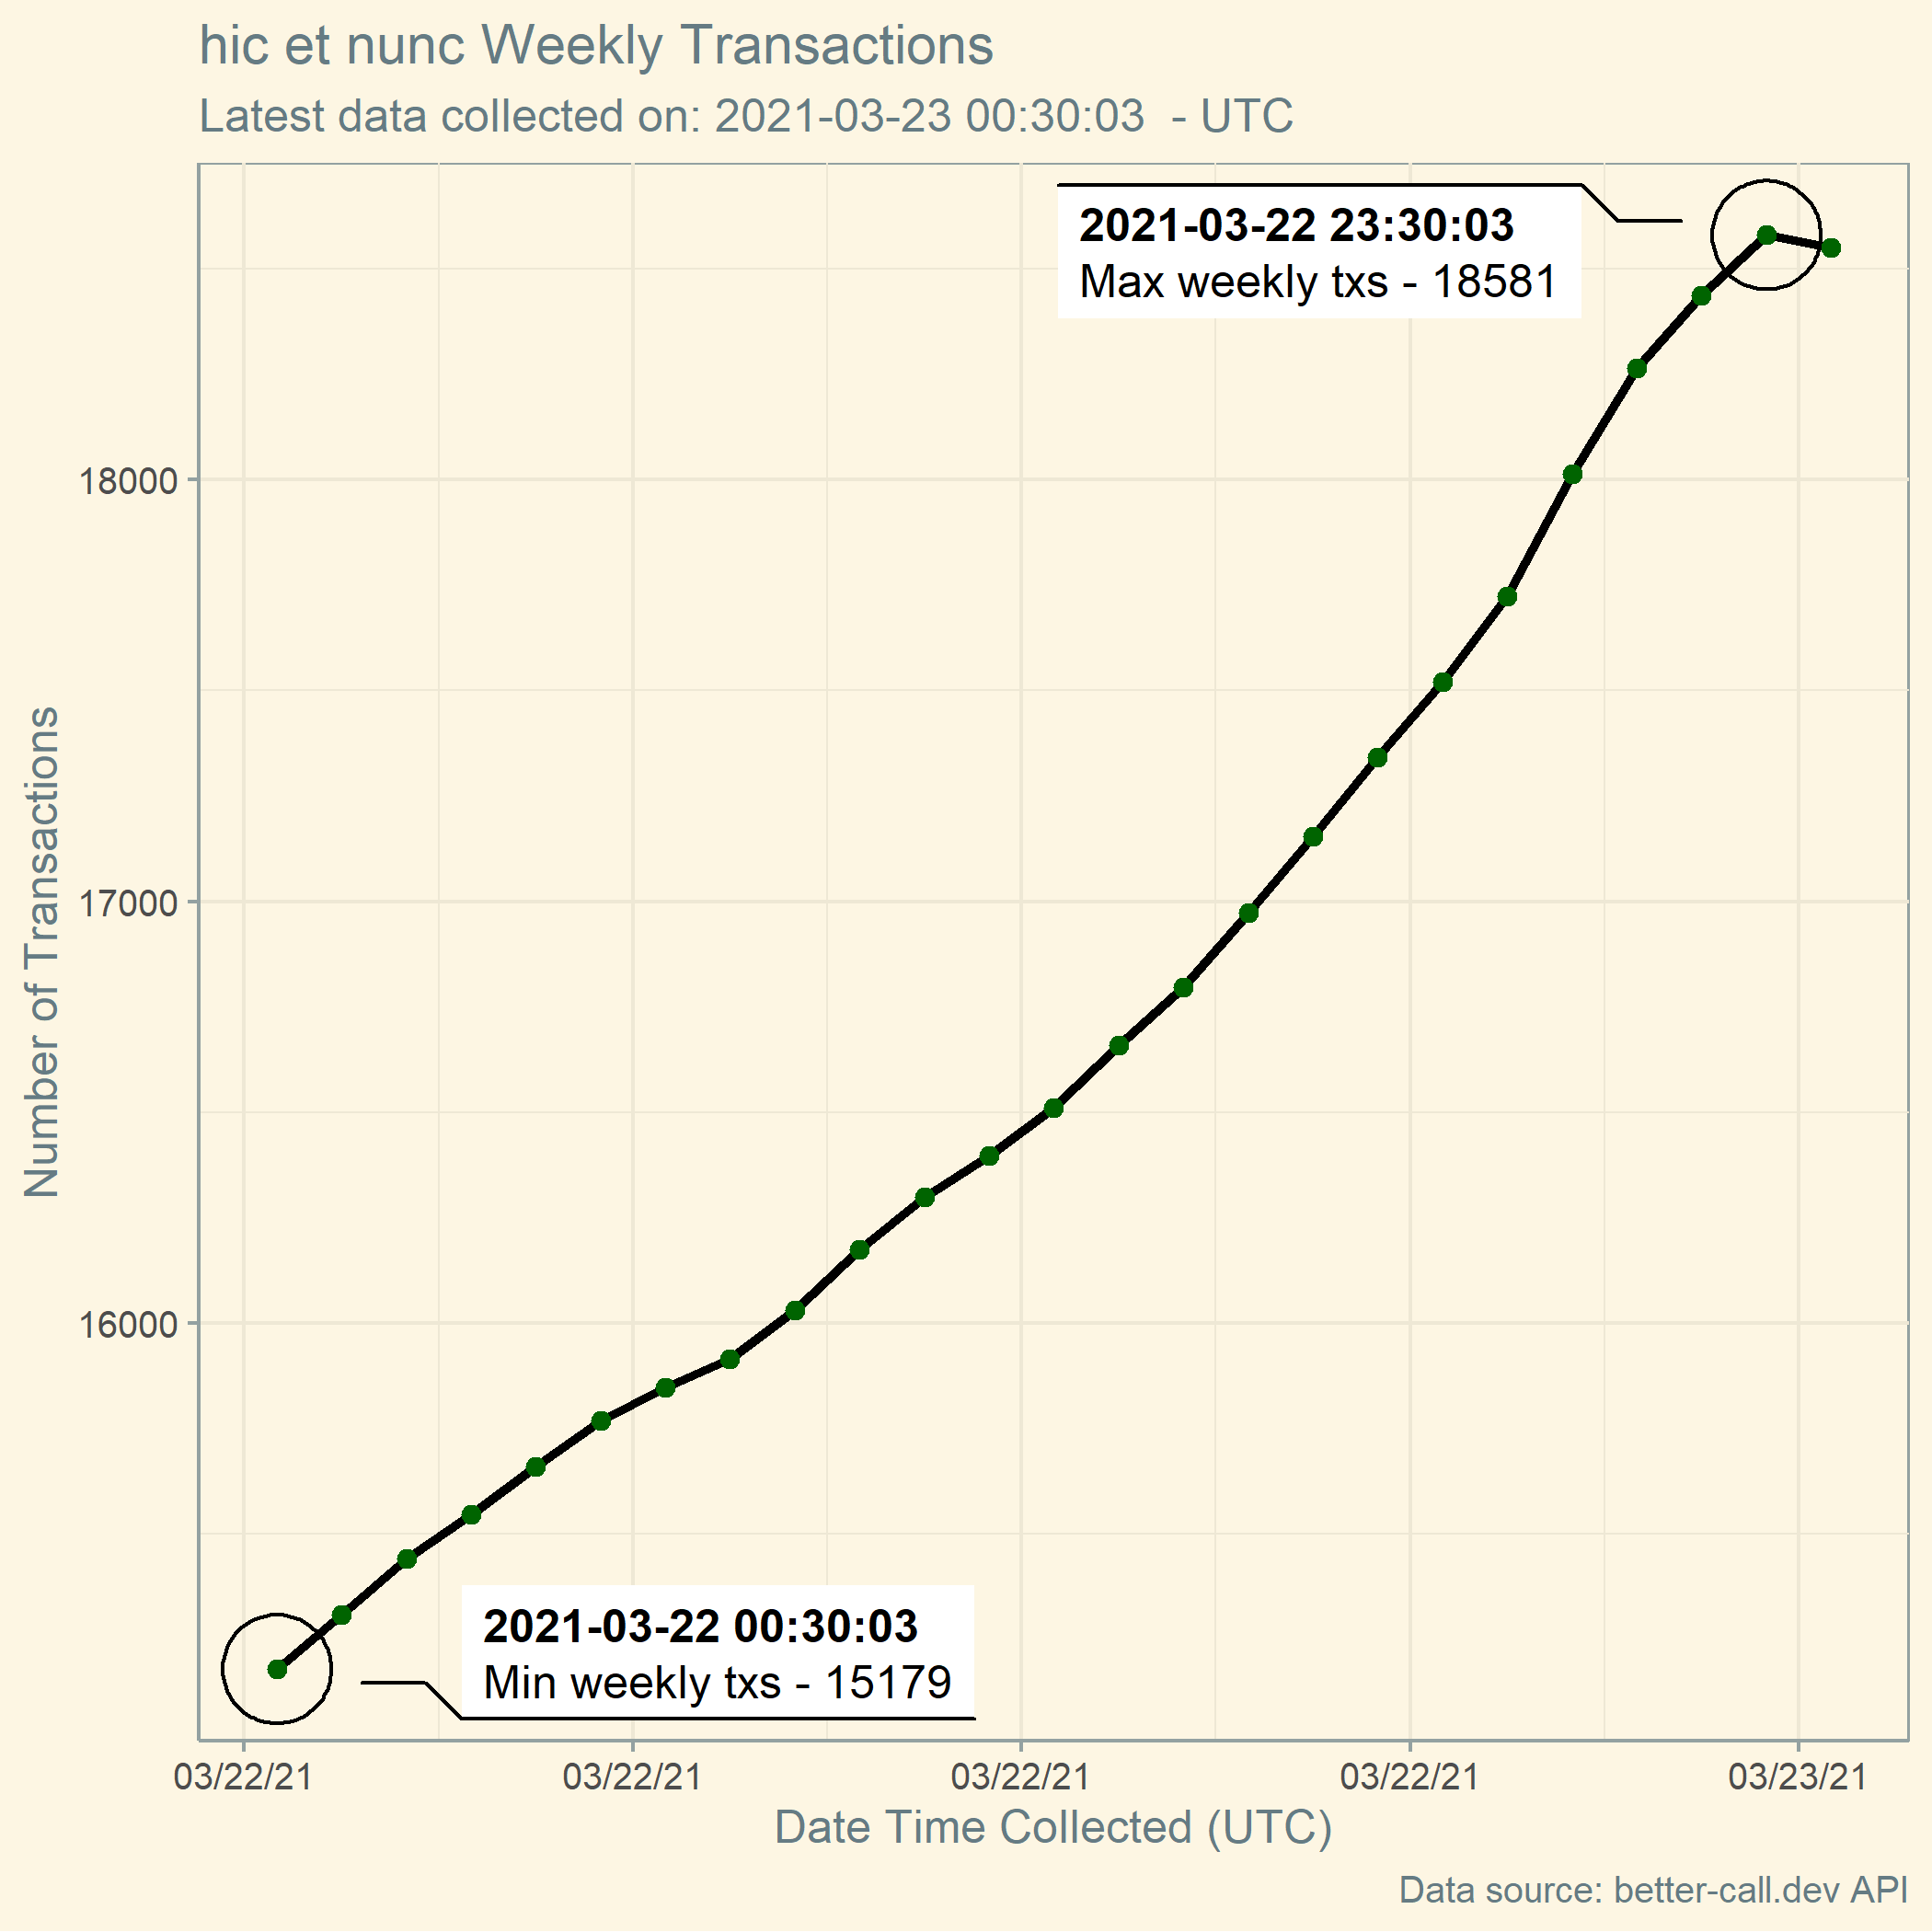 hic et nunc Weekly Transactions
Latest data collected on: 2021-03-23 00:30:03  - UTC
2021-03-22 23:30:03
Max weekly txs - 18581
18000
17000
16000
Number of Transactions
2021-03-22 00:30:03
Min weekly txs - 15179
03/22/21 03/22/21 03/22/21 03/22/21 03/23/21
Date Time Collected (UTC)
Data source: better-call.dev API